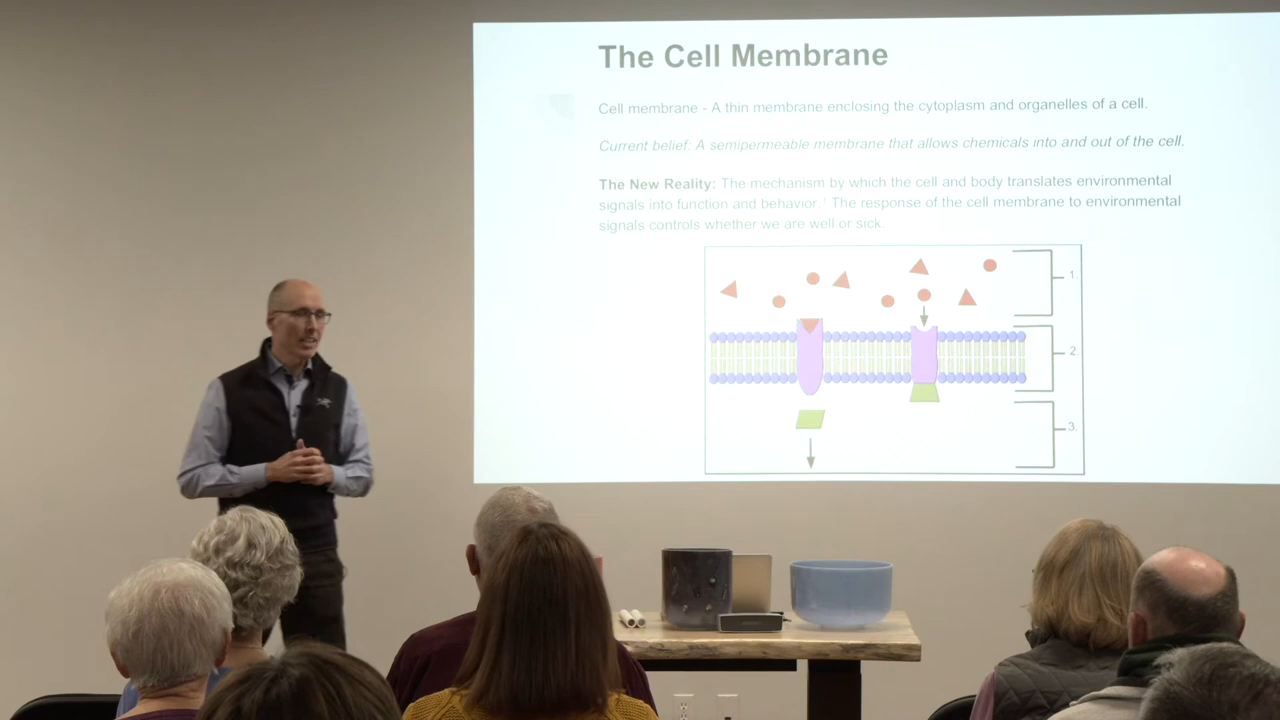 The Cell Membrane
Cell membrane - A thin membrane enclosing the cytoplasm and organelles of a cell.
Current belief. A semipermeable membrane that allows chemicals into and out of the cell.
The New Reality: The mechanism by which the cell and body translates environmental
signals into function and behavior.¹ The response of the cell membrane to environmental
signals controls whether we are well or sick.
1.
2.
3.